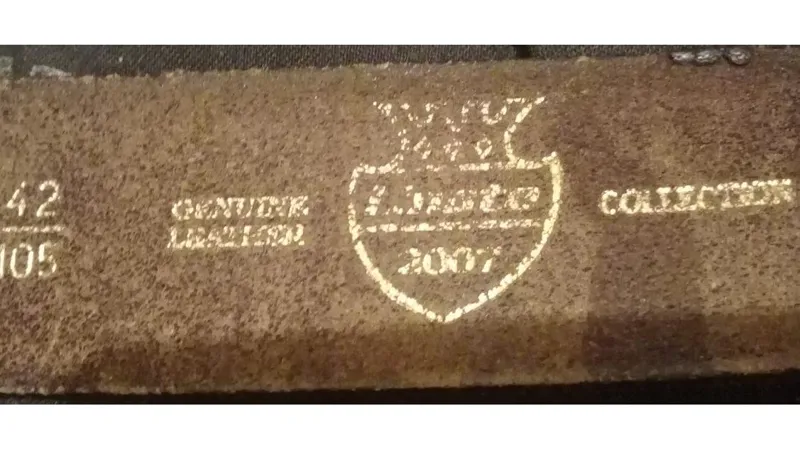 42
105
GENUINE
LEATHER
2007
COLLECTION